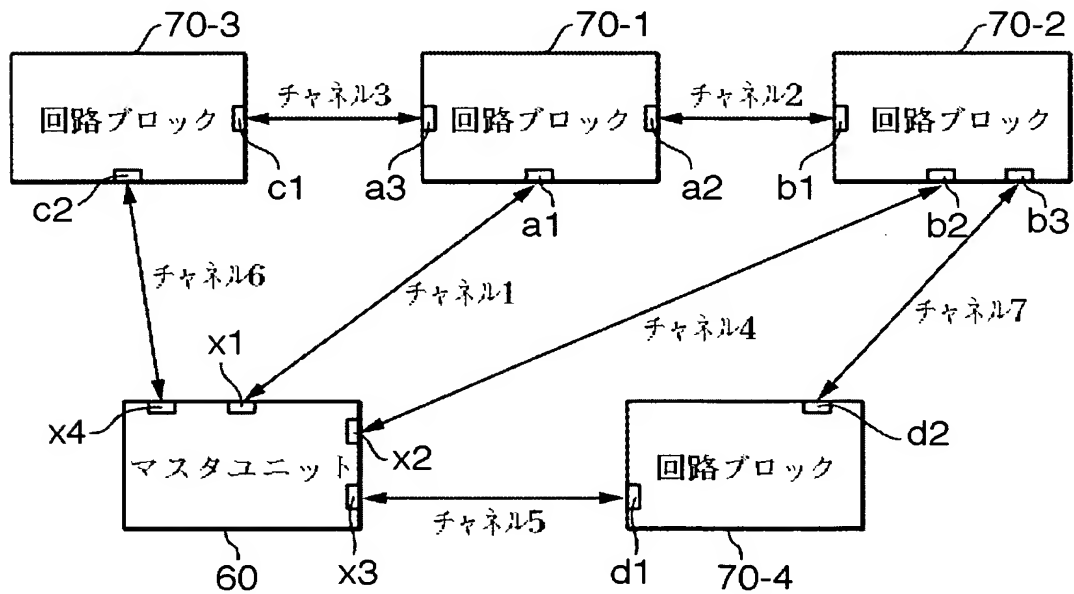 70-3
70-1
70-2
チャネル3
チャネル2
回路ブロック
回路ブロック
回路ブロック
c1
a3
a2
b1
c2
a1
b2
b3
チャネル6
チャネル1
チャネル4
チャネル7
x1
x4
x2
d2
マスタユニット
回路ブロック
チャネル5
60
x3
d1
70-4